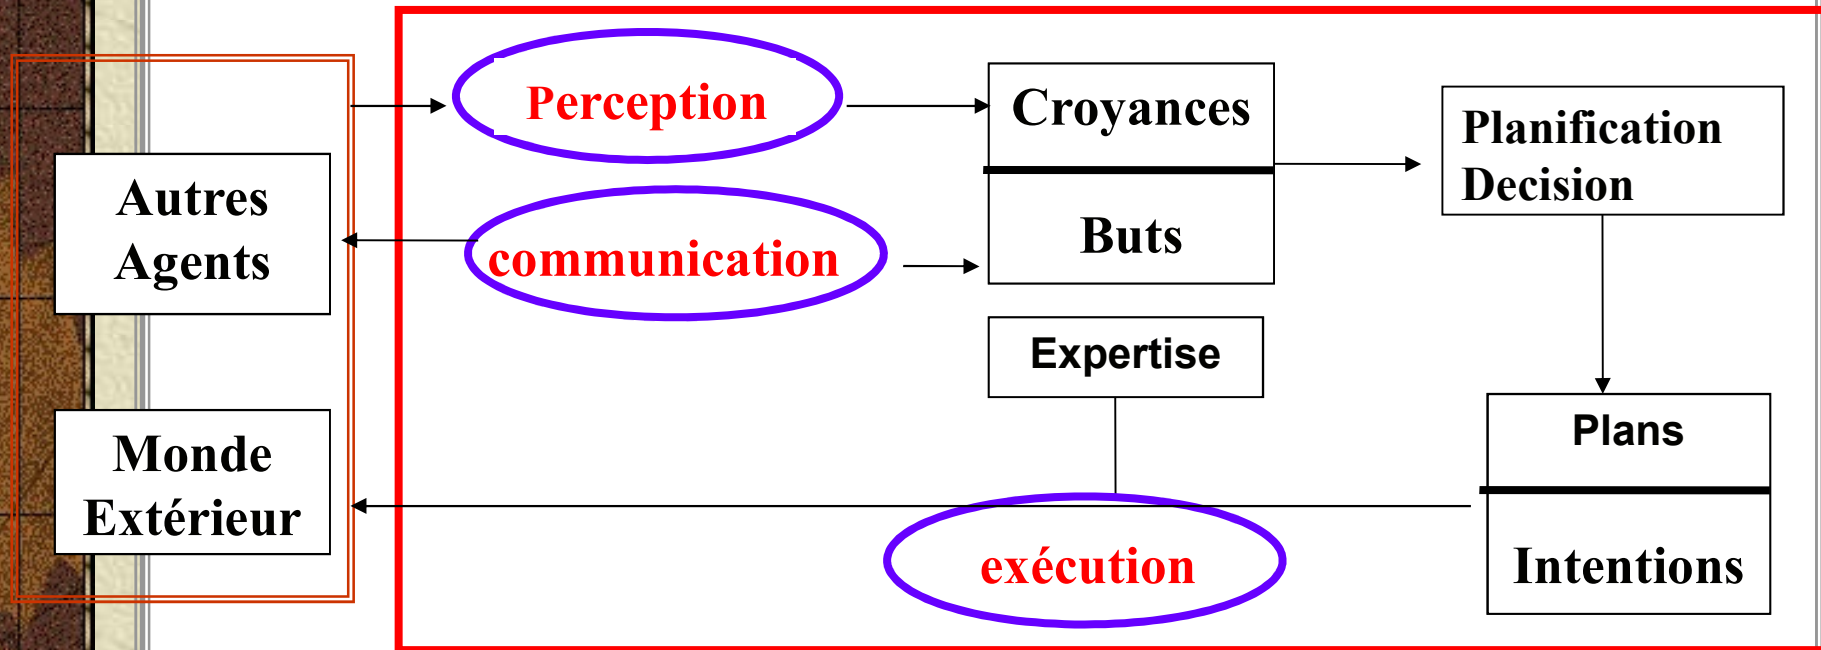 Perception
Croyances
Planification
Decision
Autres
Agents
communication
Buts
Expertise
Monde
Extérieur
exécution
Plans
Intentions